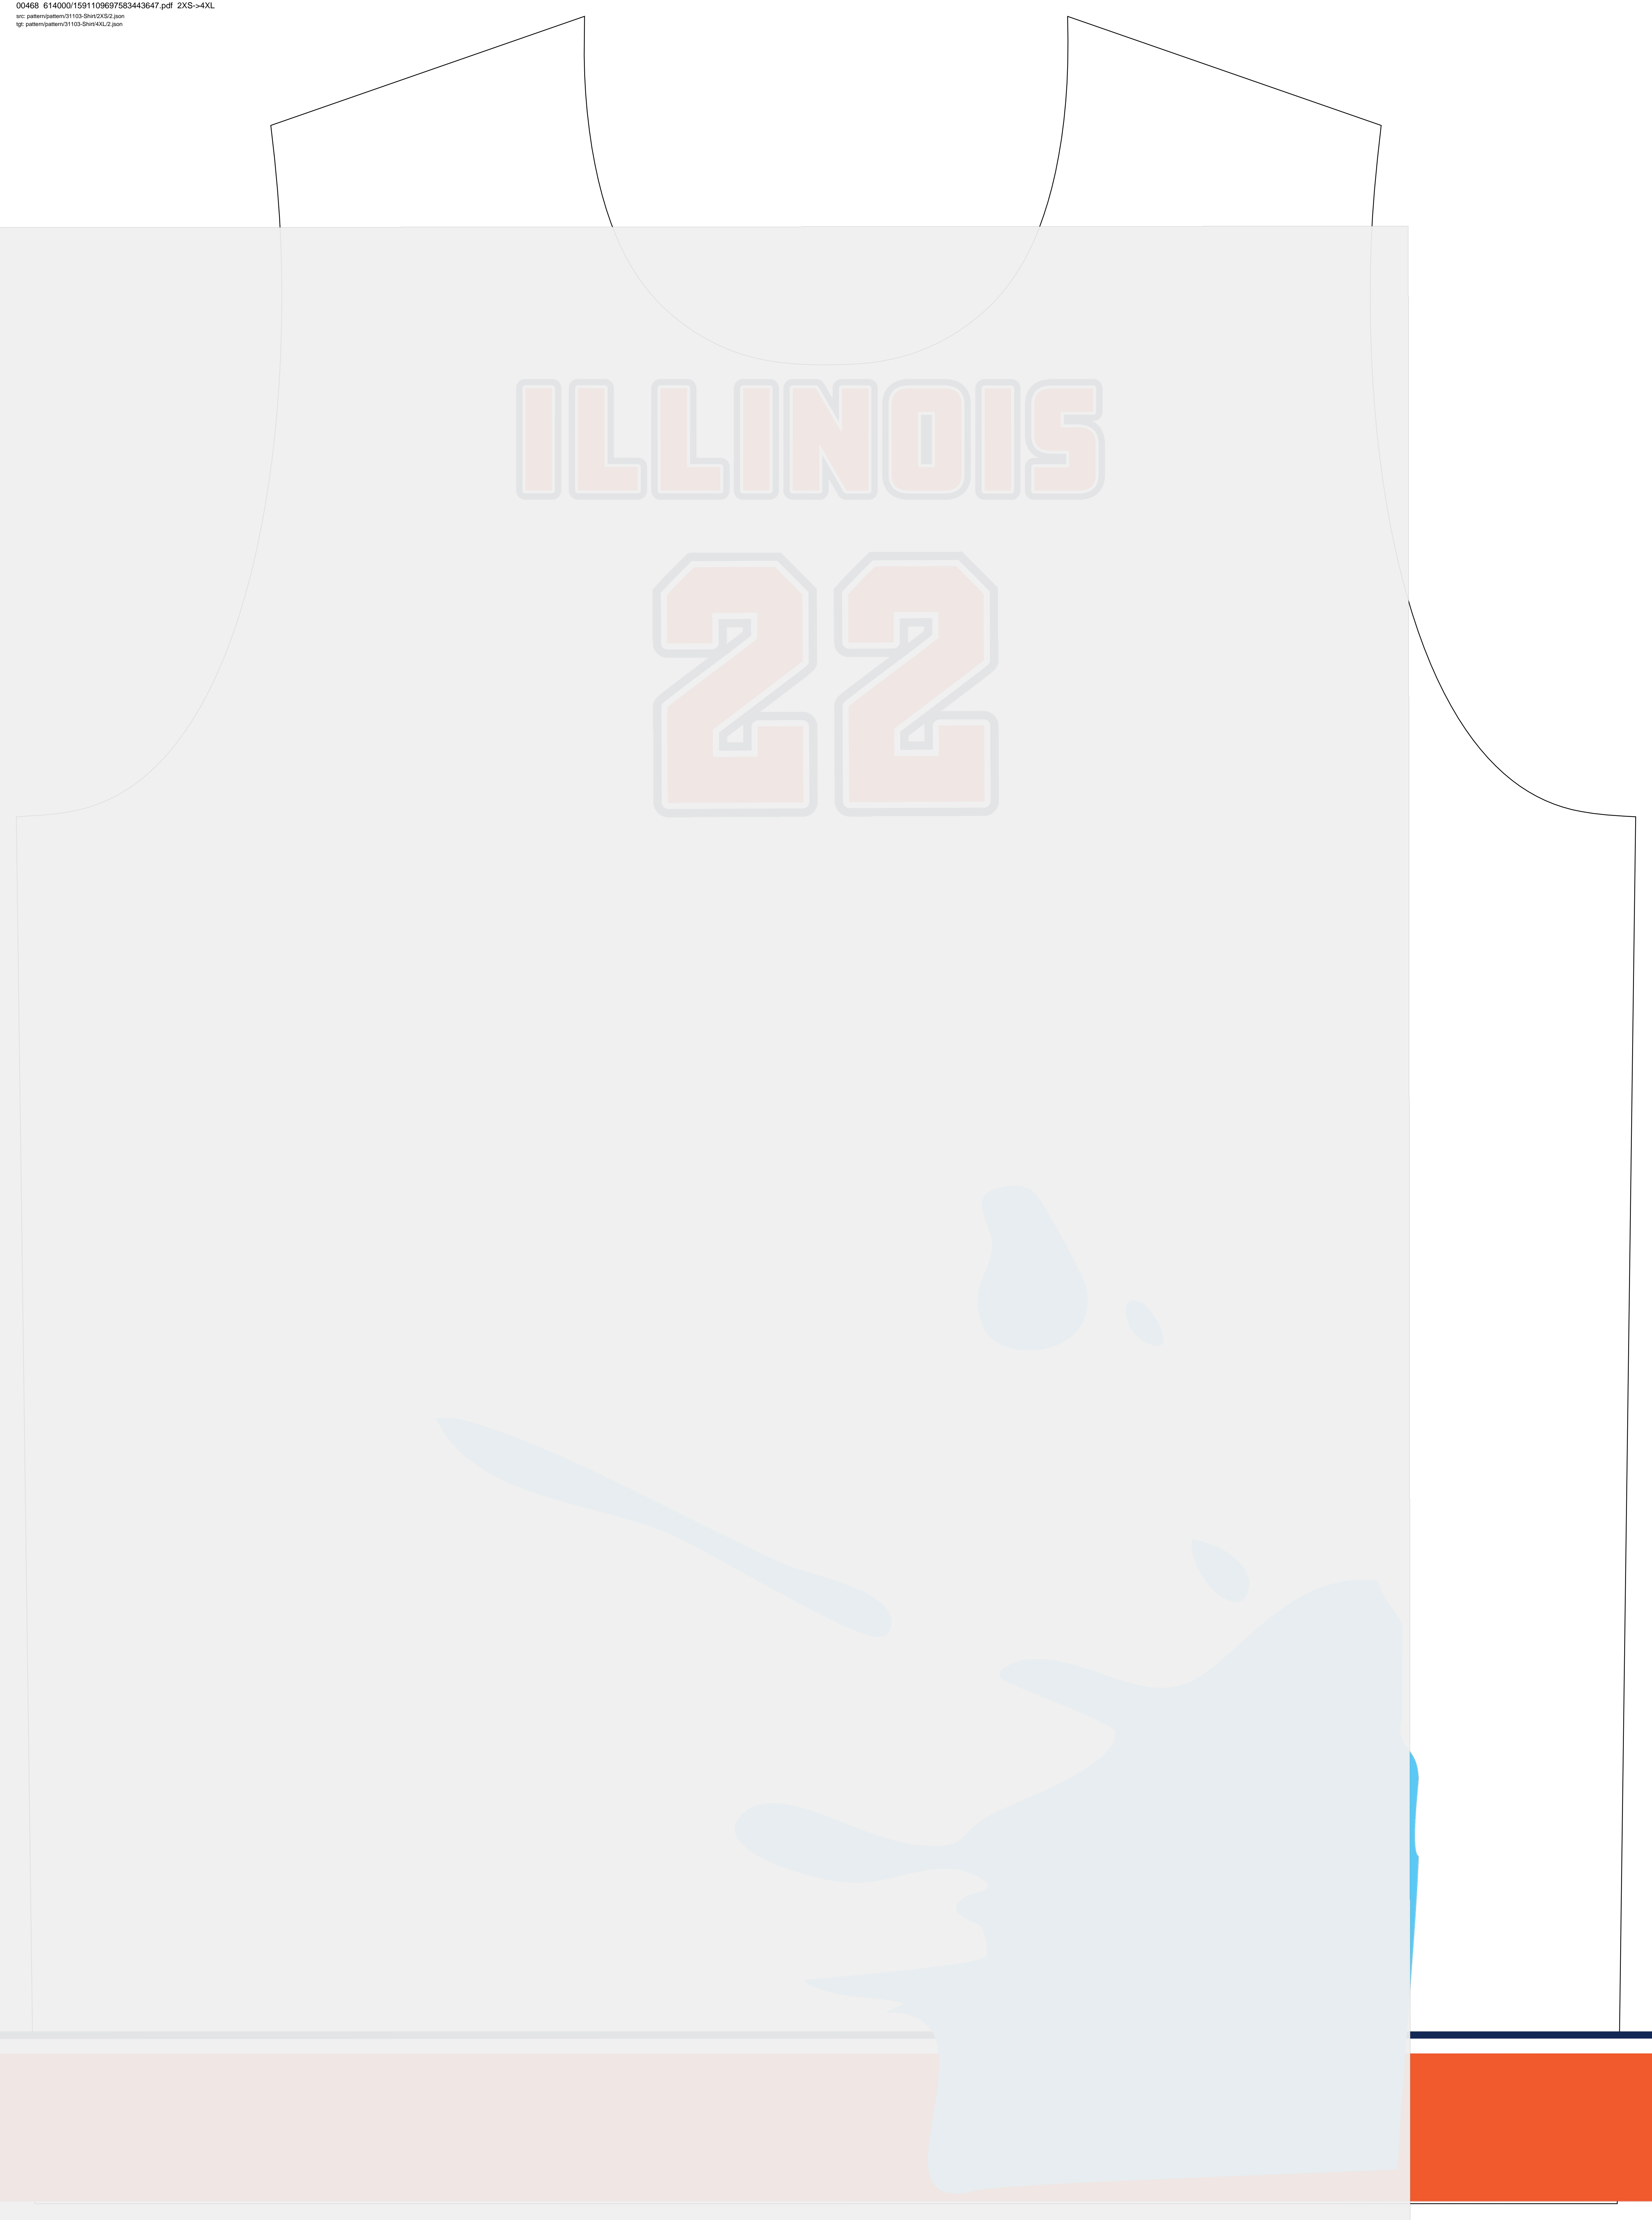 00468 614000/1591109697583443647.pdf 2XS->4XL
src: pattern/pattern/31103-Shirt/2XS/2.json
tgt: pattern/pattern/31103-Shirt/4XL/2.json
ILLINOIS
22